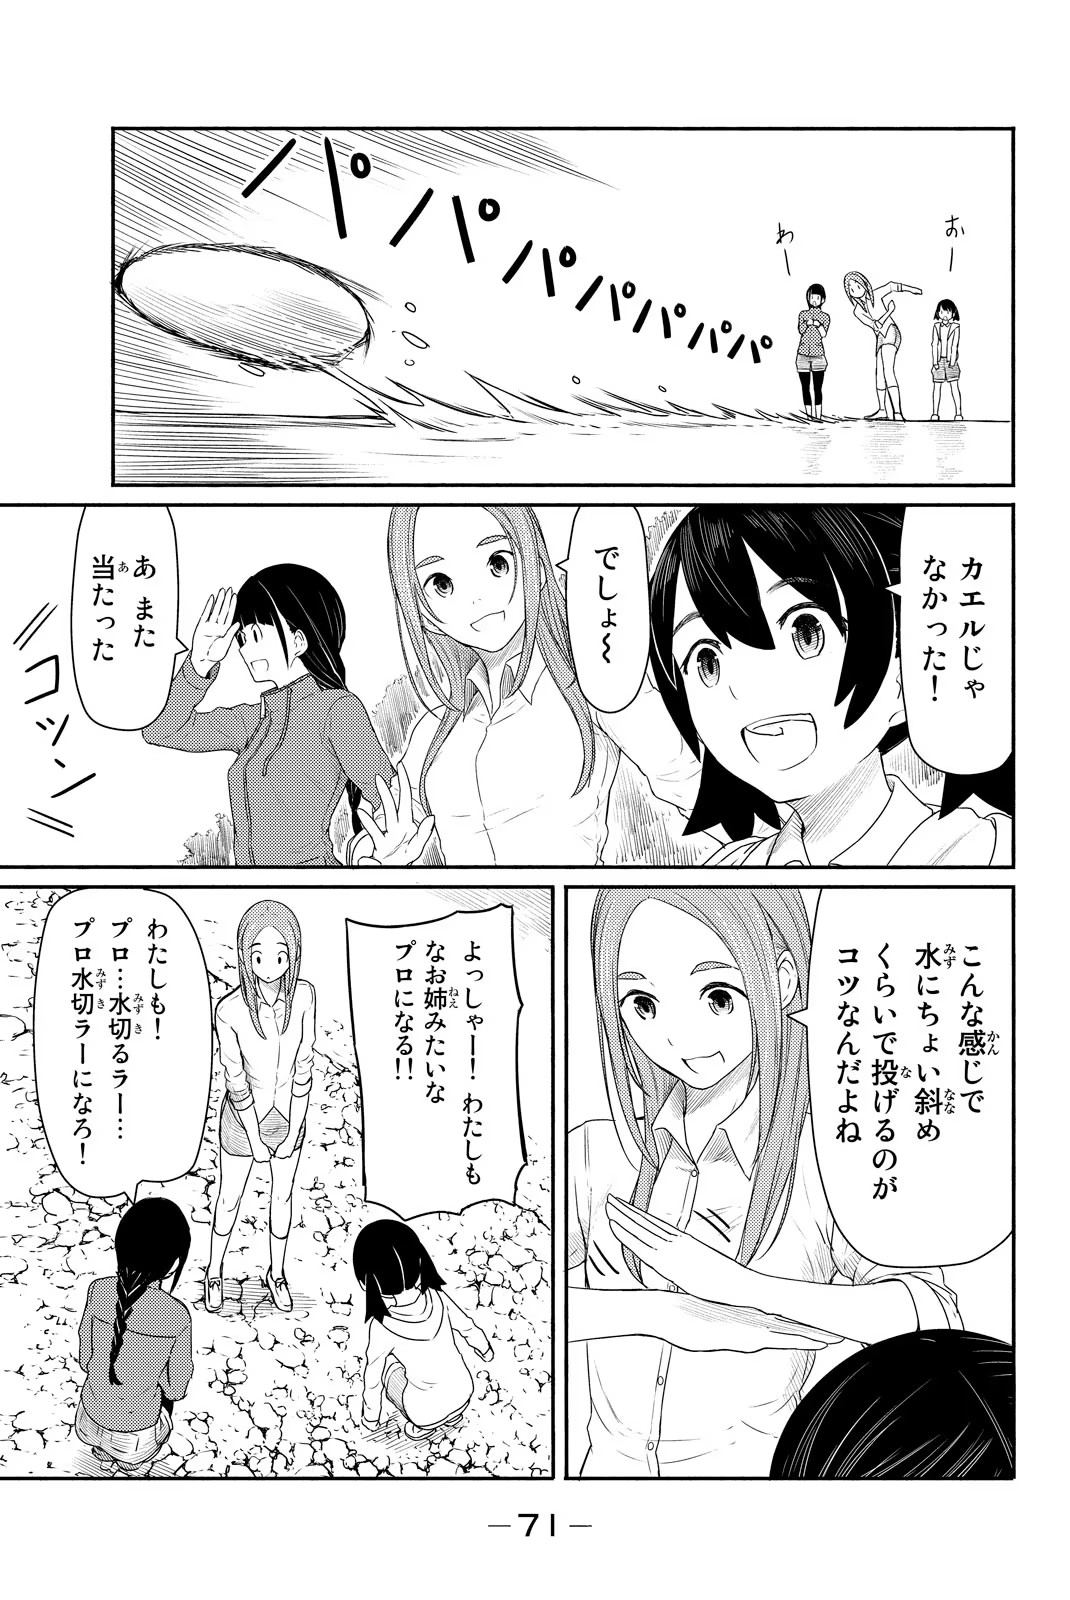 おー
わー
パパパパパパパパ
カエルじゃ
なかった！
でしょ〜
あ また
当たった
コッン
こんな感じで
水にちょい斜め
くらいで投げるのが
コツなんだよね
よっしゃー！わたしも
なお姉みたいな
プロになる!!
わたしも！
プロ…水切るラー…
プロ水切ラーになろ！
－71－